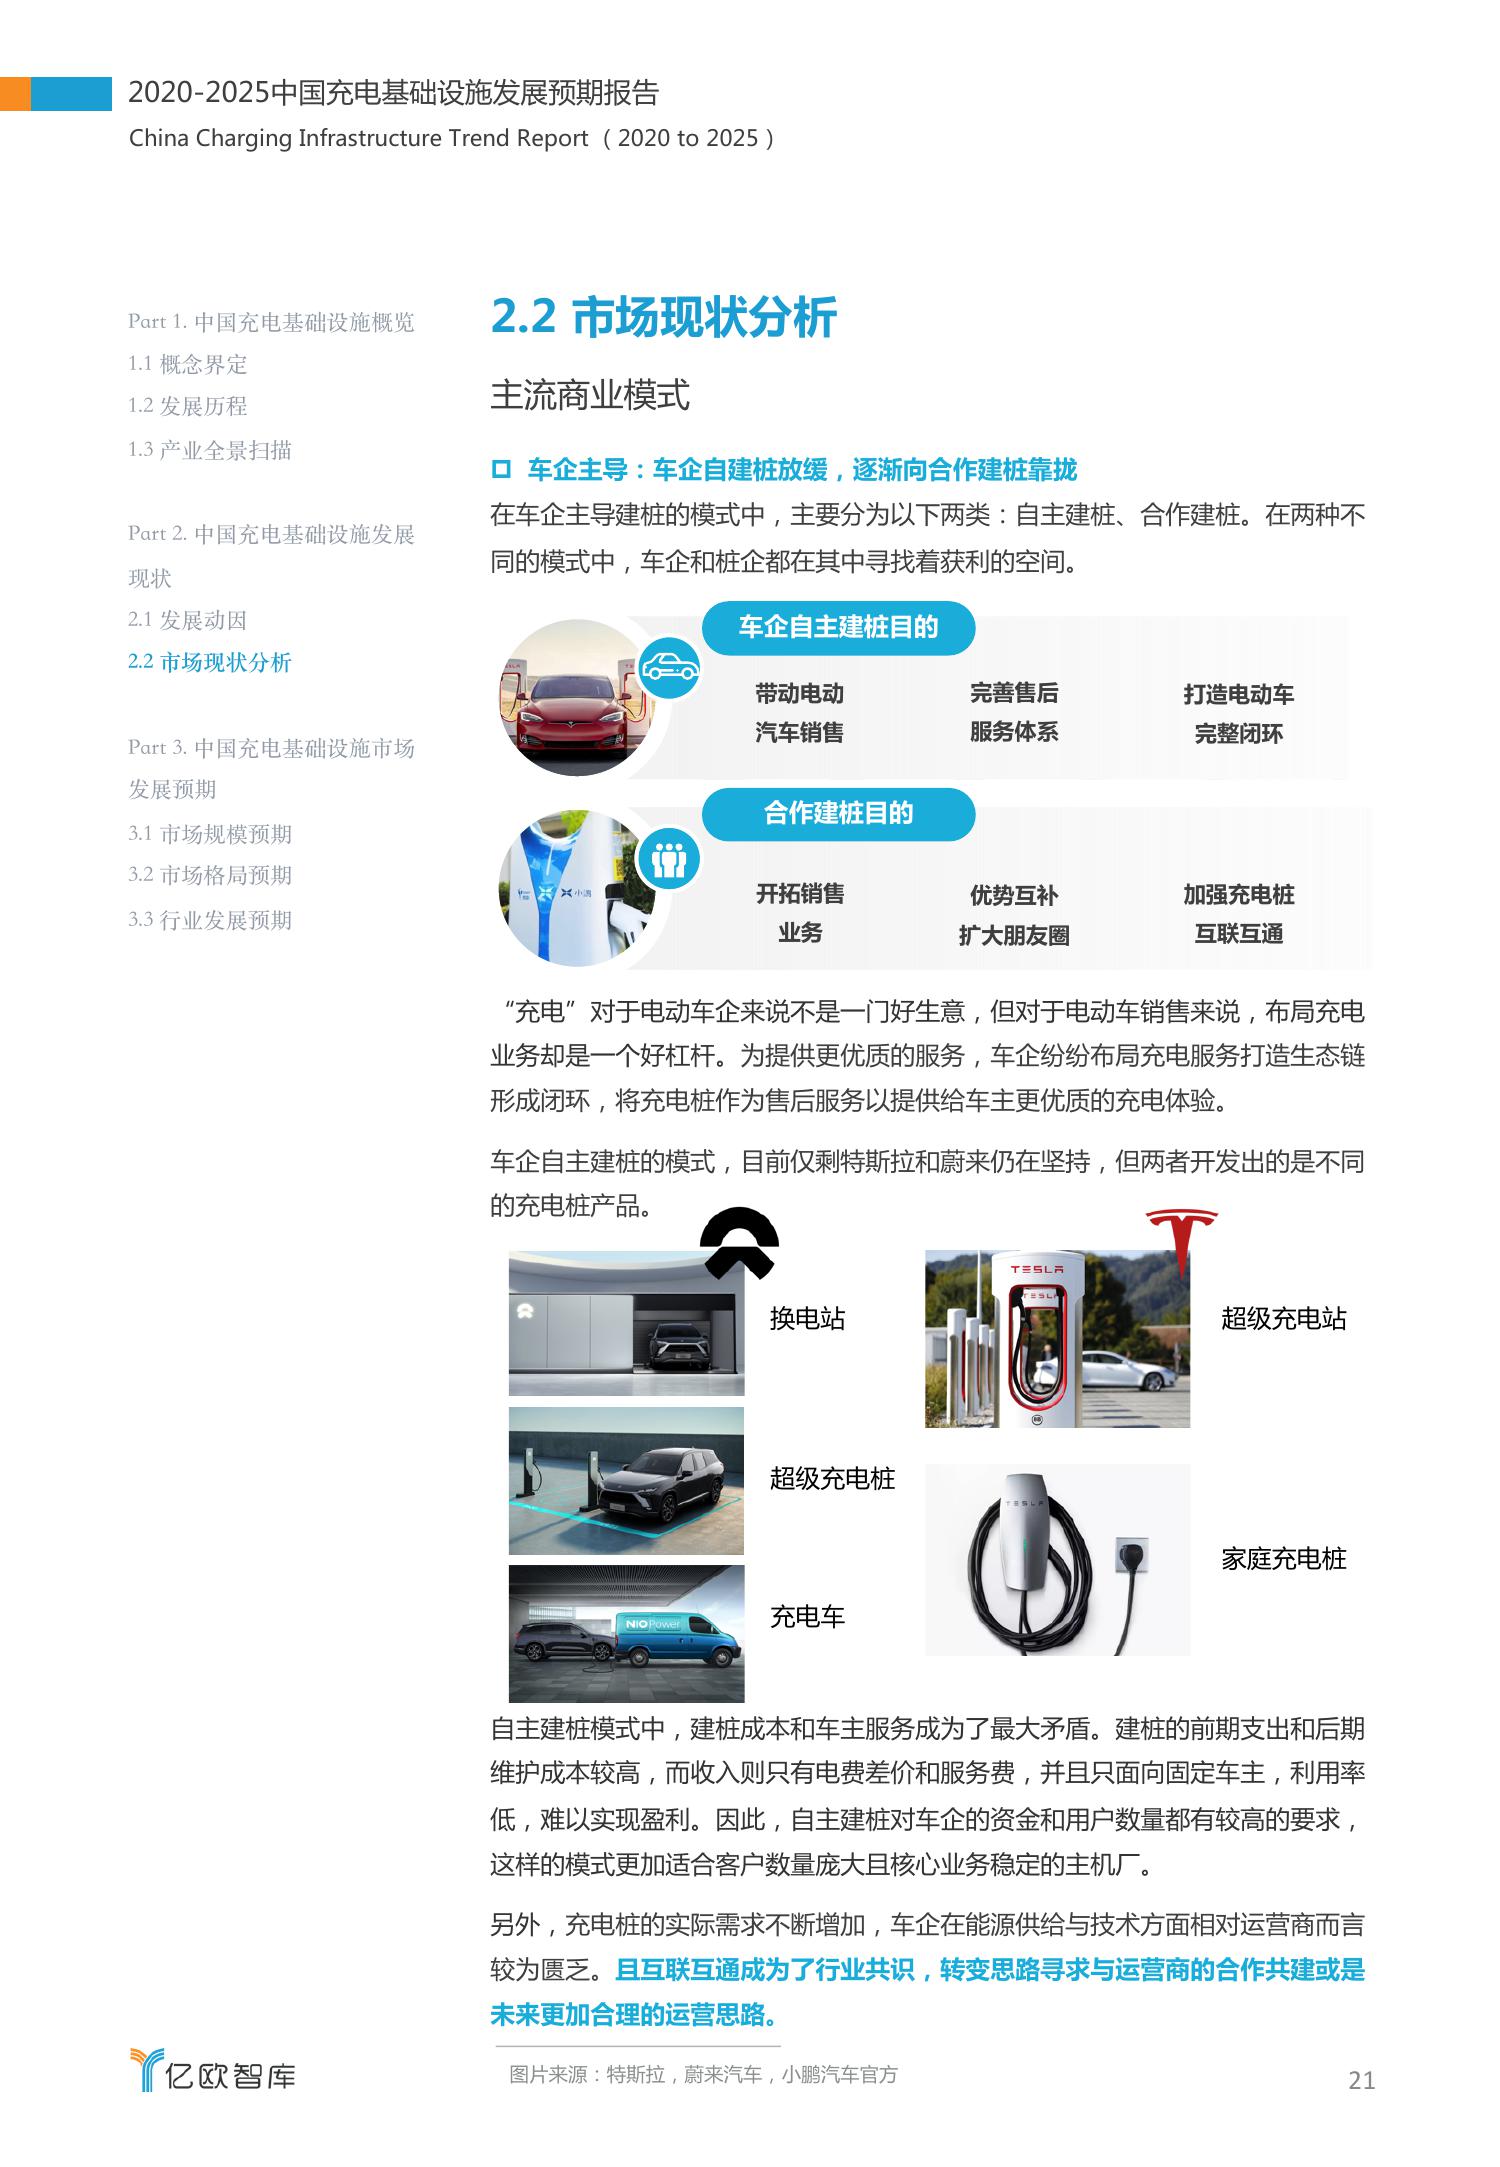 2020-2025中国充电基础设施发展预期报告
China Charging Infrastructure Trend Report（2020 to 2025）
Part 1. 中国充电基础设施概览
1.1 概念界定
1.2 发展历程
1.3 产业全景扫描
Part 2. 中国充电基础设施发展
现状
2.1 发展动因
2.2 市场现状分析
Part 3. 中国充电基础设施市场
发展预期
3.1 市场规模预期
3.2 市场格局预期
3.3 行业发展预期
2.2 市场现状分析
主流商业模式
车企主导：车企自建桩放缓，逐渐向合作建桩靠拢
在车企主导建桩的模式中，主要分为以下两类：自主建桩、合作建桩。在两种不
同的模式中，车企和桩企都在其中寻找着获利的空间。
车企自主建桩目的
带动电动
汽车销售
完善售后
服务体系
打造电动车
完整闭环
合作建桩目的
小鹏
开拓销售
业务
优势互补
扩大朋友圈
加强充电桩
互联互通
“充电”对于电动车企来说不是一门好生意，但对于电动车销售来说，布局充电
业务却是一个好杠杆。为提供更优质的服务，车企纷纷布局充电服务打造生态链
形成闭环，将充电桩作为售后服务以提供给车主更优质的充电体验。
车企自主建桩的模式，目前仅剩特斯拉和蔚来仍在坚持，但两者开发出的是不同
的充电桩产品。
换电站
TESLA
TESLA
超级充电站
超级充电桩
TESLA
家庭充电桩
NIO Power
充电车
自主建桩模式中，建桩成本和车主服务成为了最大矛盾。建桩的前期支出和后期
维护成本较高，而收入则只有电费差价和服务费，并且只面向固定车主，利用率
低，难以实现盈利。因此，自主建桩对车企的资金和用户数量都有较高的要求，
这样的模式更加适合客户数量庞大且核心业务稳定的主机厂。
另外，充电桩的实际需求不断增加，车企在能源供给与技术方面相对运营商而言
较为匮乏。且互联互通成为了行业共识，转变思路寻求与运营商的合作共建或是
未来更加合理的运营思路。
亿欧智库
图片来源：特斯拉，蔚来汽车，小鹏汽车官方
21